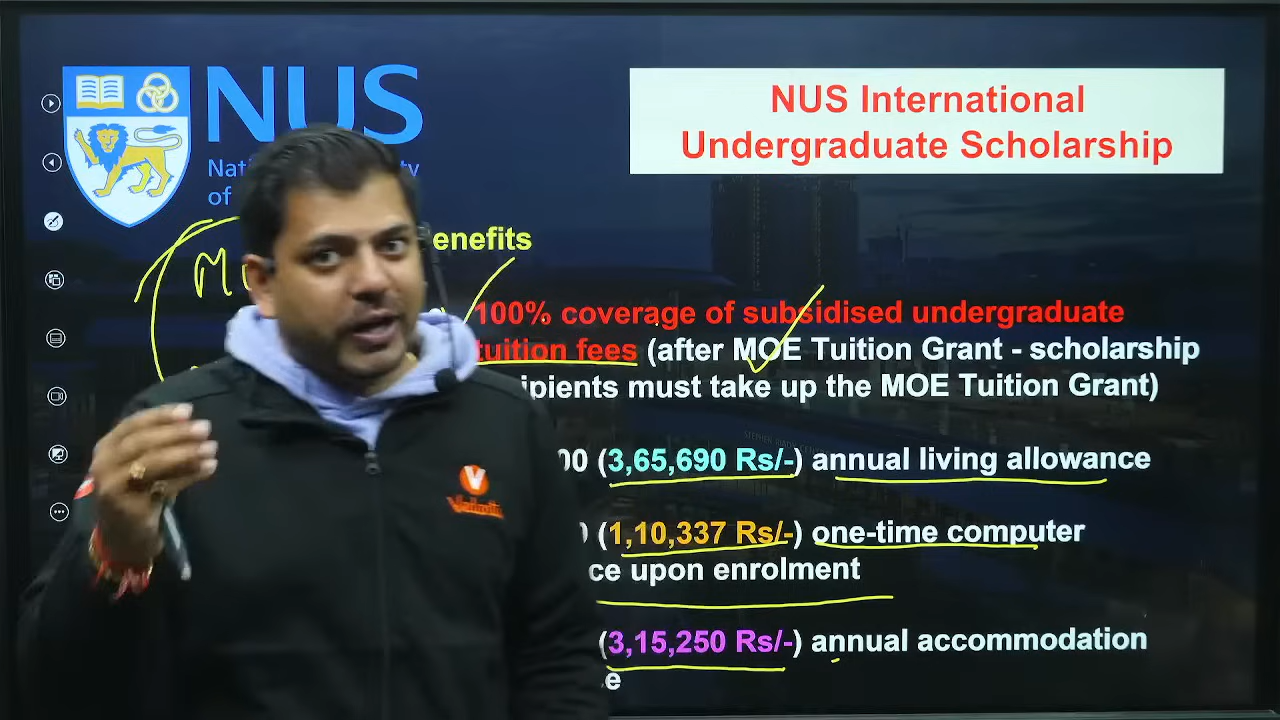 NUS
of
NUS International
Undergraduate Scholarship
enefits
100% coverage of subsidised undergraduate
tuition fees (after MOE Tuition Grant - scholarship
ipients must take up the MOE Tuition Grant)
00 (3,65,690 Rs/-) annual living allowance
(1,10,337 Rs/-) one-time computer
ce upon enrolment
(3,15,250 Rs/-) annual accommodation
e